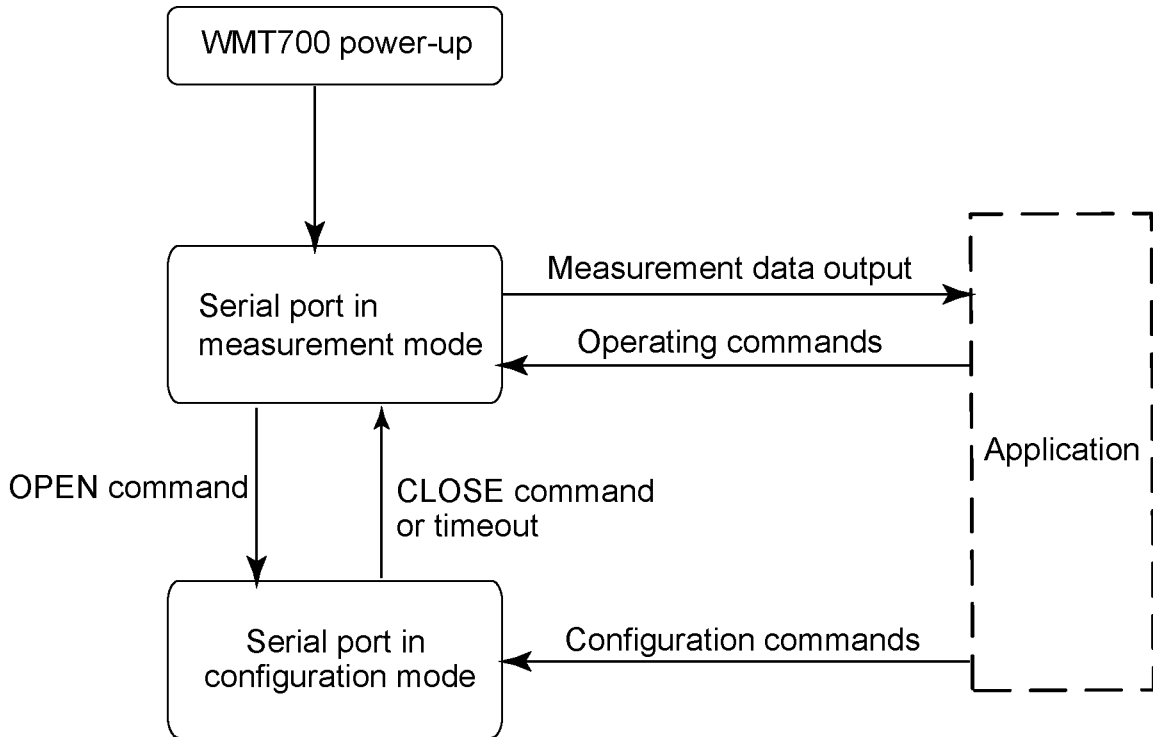 WMT700 power-up
Measurement data output
Serial port in
measurement mode
Operating commands
Application
OPEN command
CLOSE command
or timeout
Serial port in
configuration mode
Configuration commands